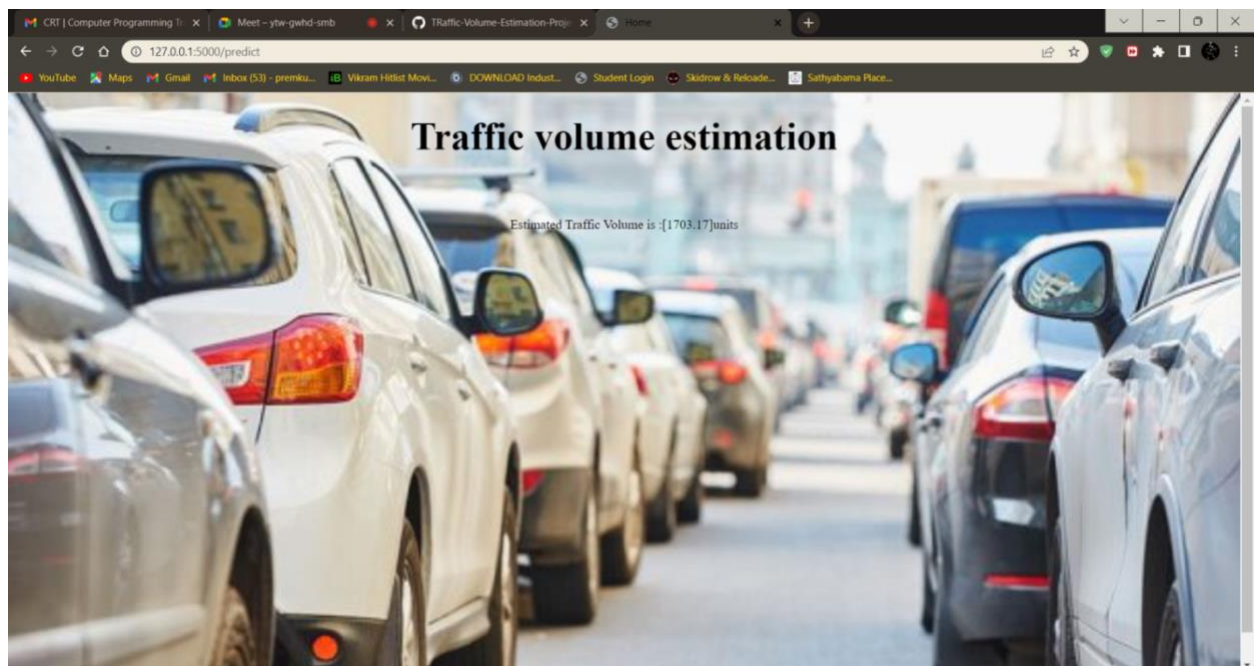 CRT | Computer Programming Tr
Meet – ytw-gwhd-smb
TRaffic-Volume-Estimation-Proje
Home
127.0.0.1:5000/predict
YouTube Maps Gmail Inbox (53) - premku... iB Vikram Hitlist Movi... DOWNLOAD Indust... Student Login Skidrow & Reloade... Sathyabama Place...
Traffic volume estimation
Estimated Traffic Volume is :[1703.17]units